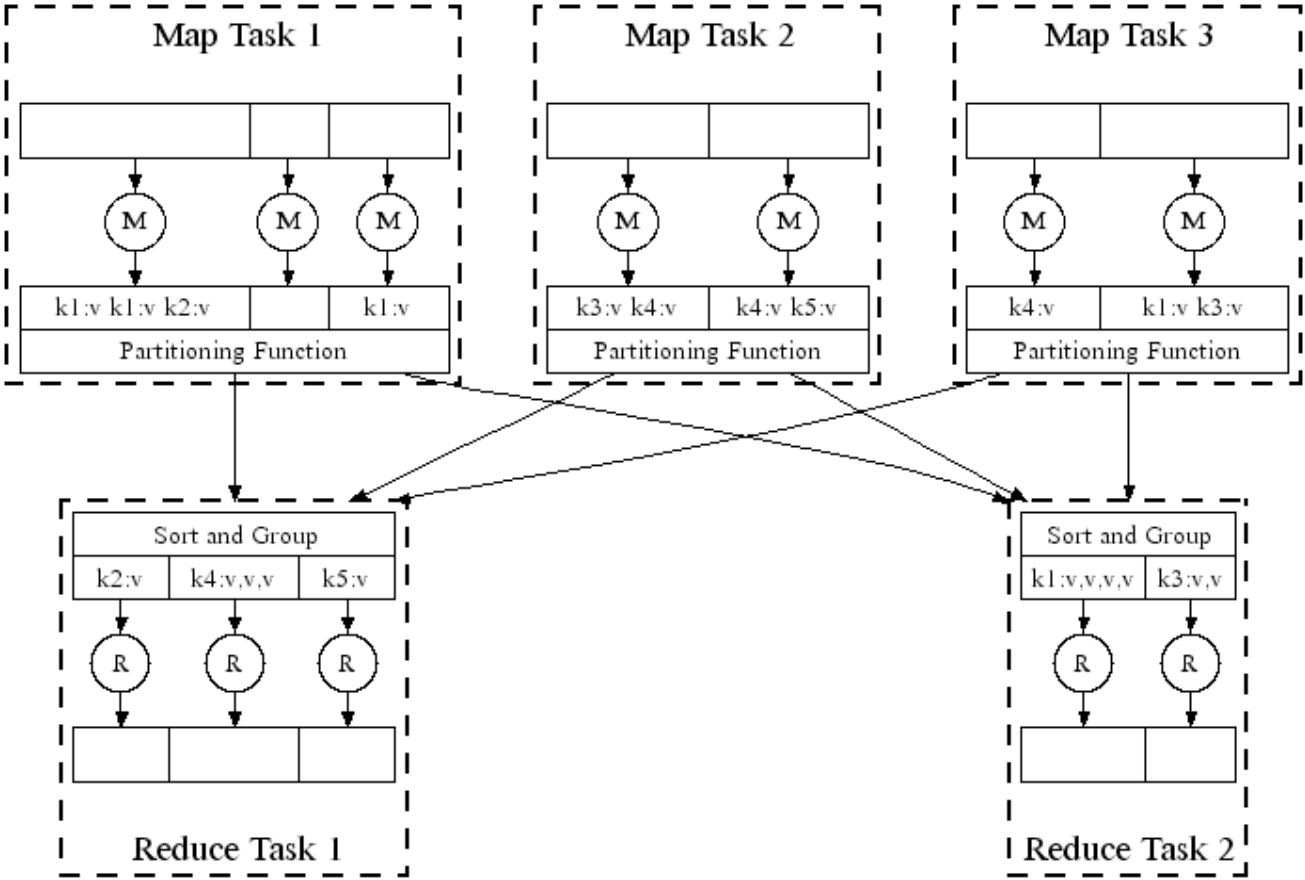 Map Task 1
Map Task 2
Map Task 3
M
M
M
M
M
M
M
k1:v k1:v k2:v
k1:v
k3:v k4:v
k4:v k5:v
k4:v
k1:v k3:v
Partitioning Function
Partitioning Function
Partitioning Function
Sort and Group
Sort and Group
k2:v
k4:v,v,v
k5:v
k1:v,v,v,v
k3:v,v
R
R
R
R
R
Reduce Task 1
Reduce Task 2